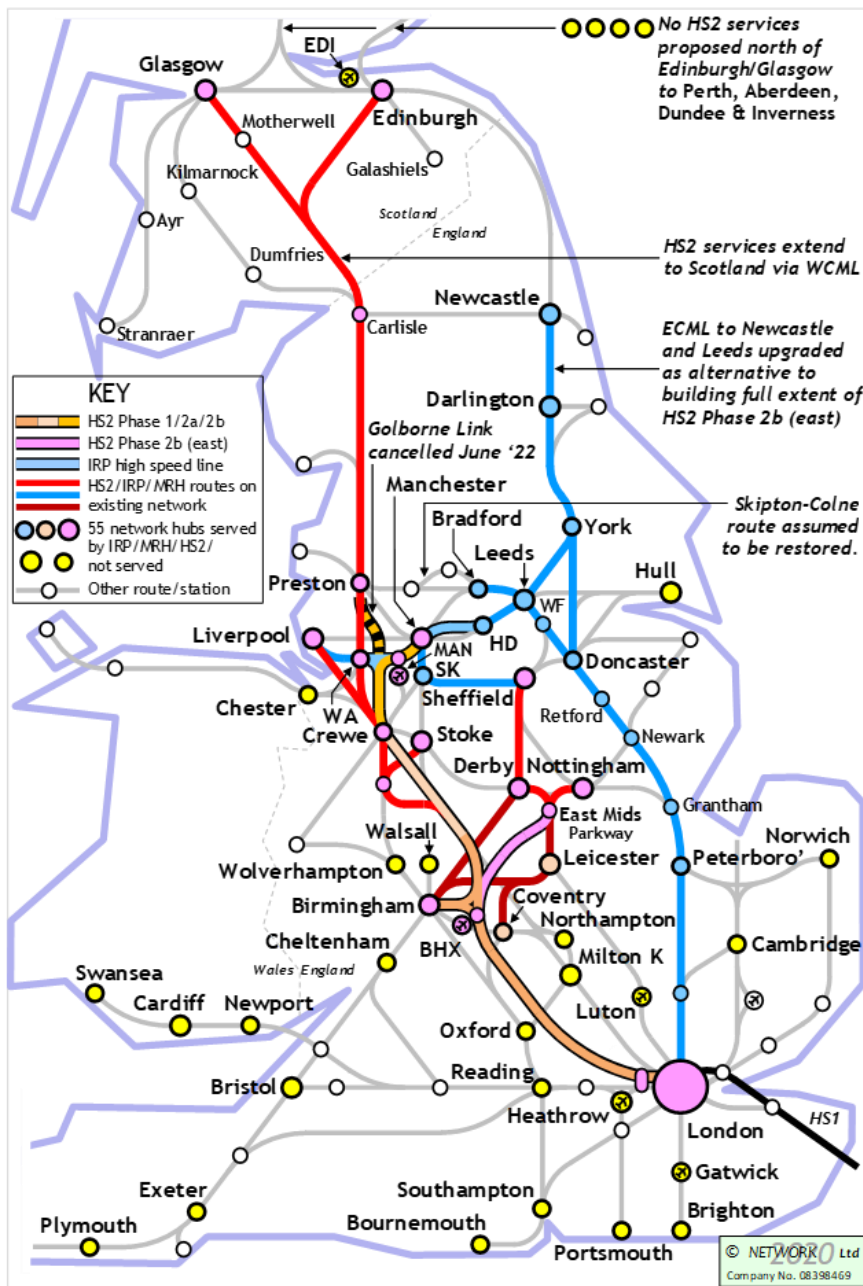 No HS2 services
proposed north of
Edinburgh/Glasgow
to Perth, Aberdeen,
Dundee & Inverness
EDI
Glasgow
Edinburgh
Motherwell
Galashiels
Kilmarnock
Scotland
England
Ayr
Dumfries
HS2 services extend
to Scotland via WCML
Newcastle
Carlisle
Stranraer
ECML to Newcastle
and Leeds upgraded
as alternative to
building full extent of
HS2 Phase 2b (east)
KEY
HS2 Phase 1/2a/2b
HS2 Phase 2b (east)
IRP high speed line
HS2/IRP/MRH routes on
existing network
55 network hubs served
by IRP/MRH/HS2/
not served
Other route/station
Darlington
Golborne Link
cancelled June ‘22
Manchester
Skipton-Colne
route assumed
to be restored.
Bradford
York
Leeds
Preston
Hull
WF
Liverpool
HD
MAN
SK
Doncaster
Chester
WA
Sheffield
Retford
Crewe
Stoke
Newark
Derby
Nottingham
Grantham
East Mids
Parkway
Walsall
Norwich
Wolverhampton
Leicester
Peterboro’
Birmingham
Coventry
Northampton
BHX
Cheltenham
Milton K
Cambridge
Wales England
Swansea
Cardiff
Newport
Luton
Oxford
Bristol
Reading
Heathrow
London
HS1
Gatwick
Exeter
Southampton
Brighton
Plymouth
Bournemouth
Portsmouth
© NETWORK 2020 Ltd
Company No. 08398469